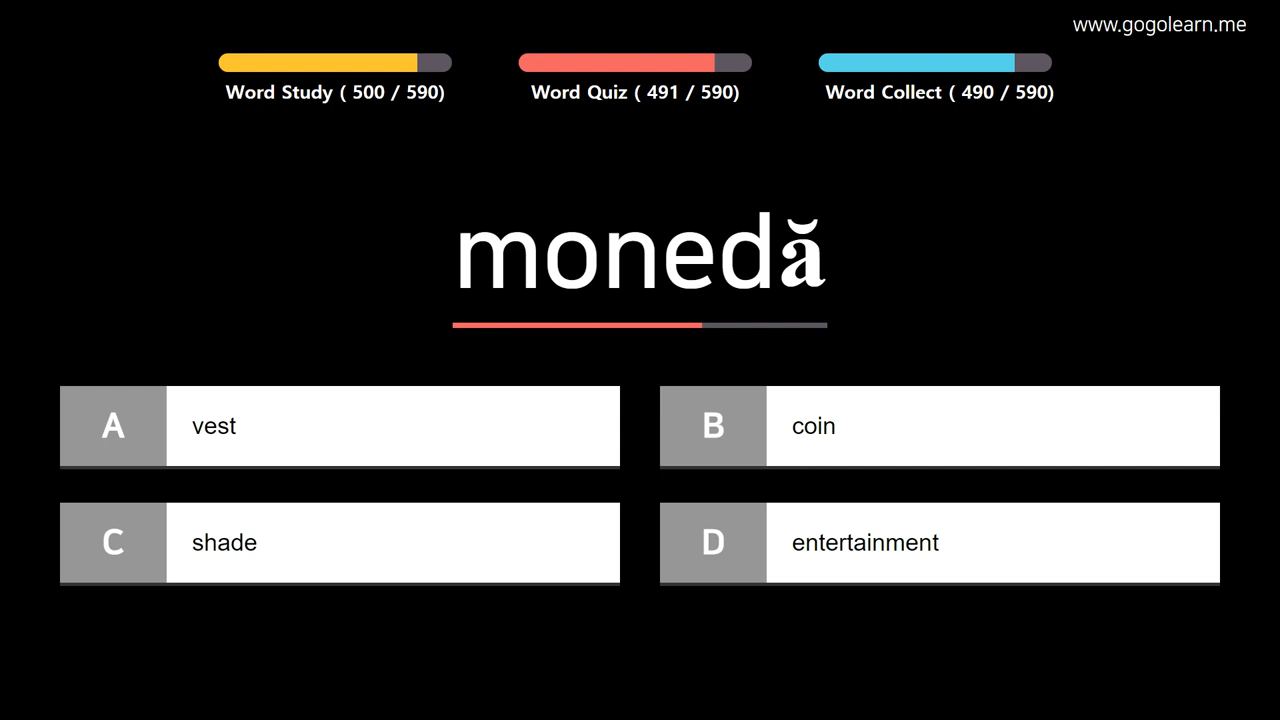 www.gogolearn.me
Word Study ( 500 / 590)
Word Quiz ( 491 / 590)
Word Collect ( 490 / 590)
monedă
A vest
B coin
C shade
D entertainment